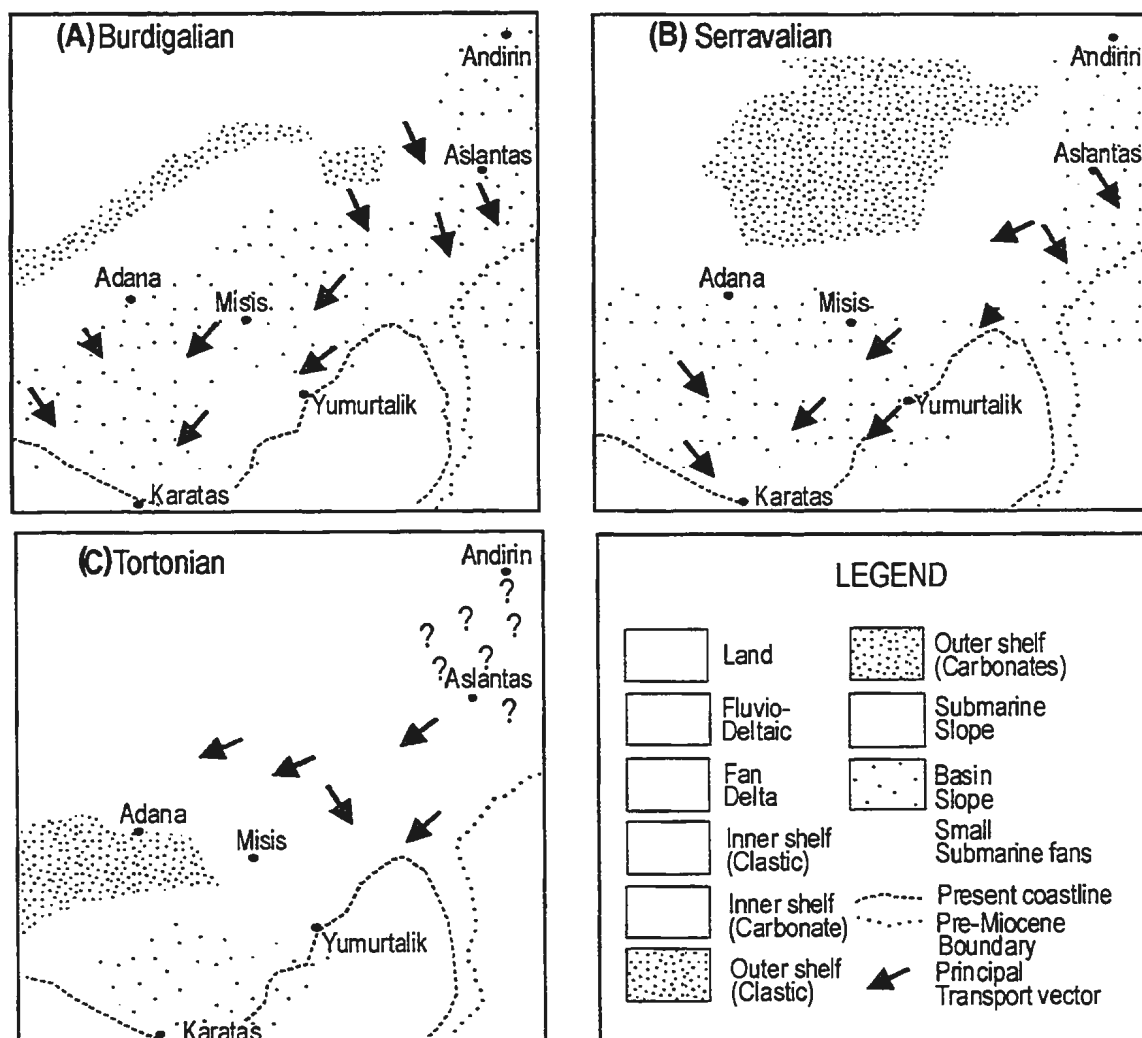 (A) Burdigalian
Andirin
Aslantas
Adana
Misis
Yumurtalik
Karatas
(B) Serravalian
Andirin
Aslantas
Adana
Misis
Yumurtalik
Karatas
(C) Tortonian
Andirin
?
? ?
? ?
? ?
Aslantas
?
Adana
Misis
Yumurtalik
Karatas
LEGEND
Land
Fluvio-
Deltaic
Fan
Delta
Inner shelf
(Clastic)
Inner shelf
(Carbonate)
Outer shelf
(Clastic)
Outer shelf
(Carbonates)
Submarine
Slope
Basin
Slope
Small
Submarine fans
Present coastline
Pre-Miocene
Boundary
Principal
Transport vector